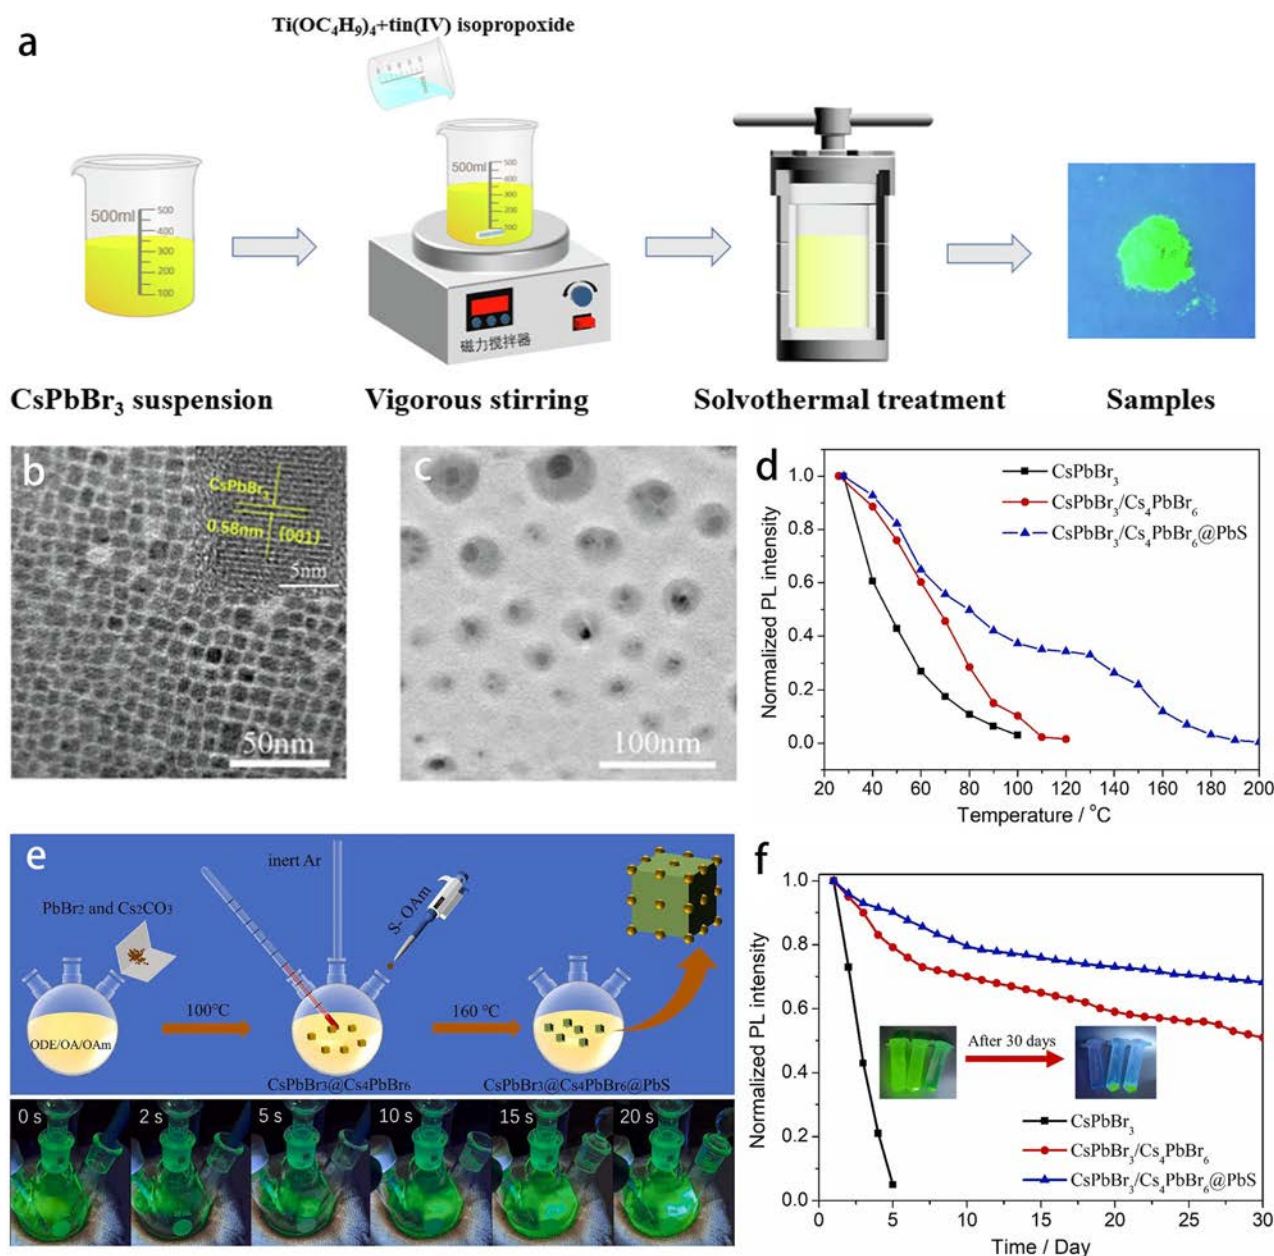 a
Ti(OC₄H₉)₄+tin(IV) isopropoxide
500ml
500
400
300
200
100
500ml
500
400
300
200
100
磁力搅拌器
CsPbBr₃ suspension
Vigorous stirring
Solvothermal treatment
Samples
b
CsPbBr₃
0.58nm
{001}
5nm
50nm
c
100nm
d
CsPbBr₃
CsPbBr₃/Cs₄PbBr₆
CsPbBr₃/Cs₄PbBr₆@PbS
Normalized PL intensity
1.0
0.8
0.6
0.4
0.2
0.0
20 40 60 80 100 120 140 160 180 200
Temperature / °C
e
PbBr₂ and Cs₂CO₃
inert Ar
S- OAm
ODE/OA/OAm
100℃
160 ℃
CsPbBr₃@Cs₄PbBr₆
CsPbBr₃@Cs₄PbBr₆@PbS
0 s
2 s
5 s
10 s
15 s
20 s
f
Normalized PL intensity
1.0
0.8
0.6
0.4
0.2
0.0
After 30 days
CsPbBr₃
CsPbBr₃/Cs₄PbBr₆
CsPbBr₃/Cs₄PbBr₆@PbS
0 5 10 15 20 25 30
Time / Day